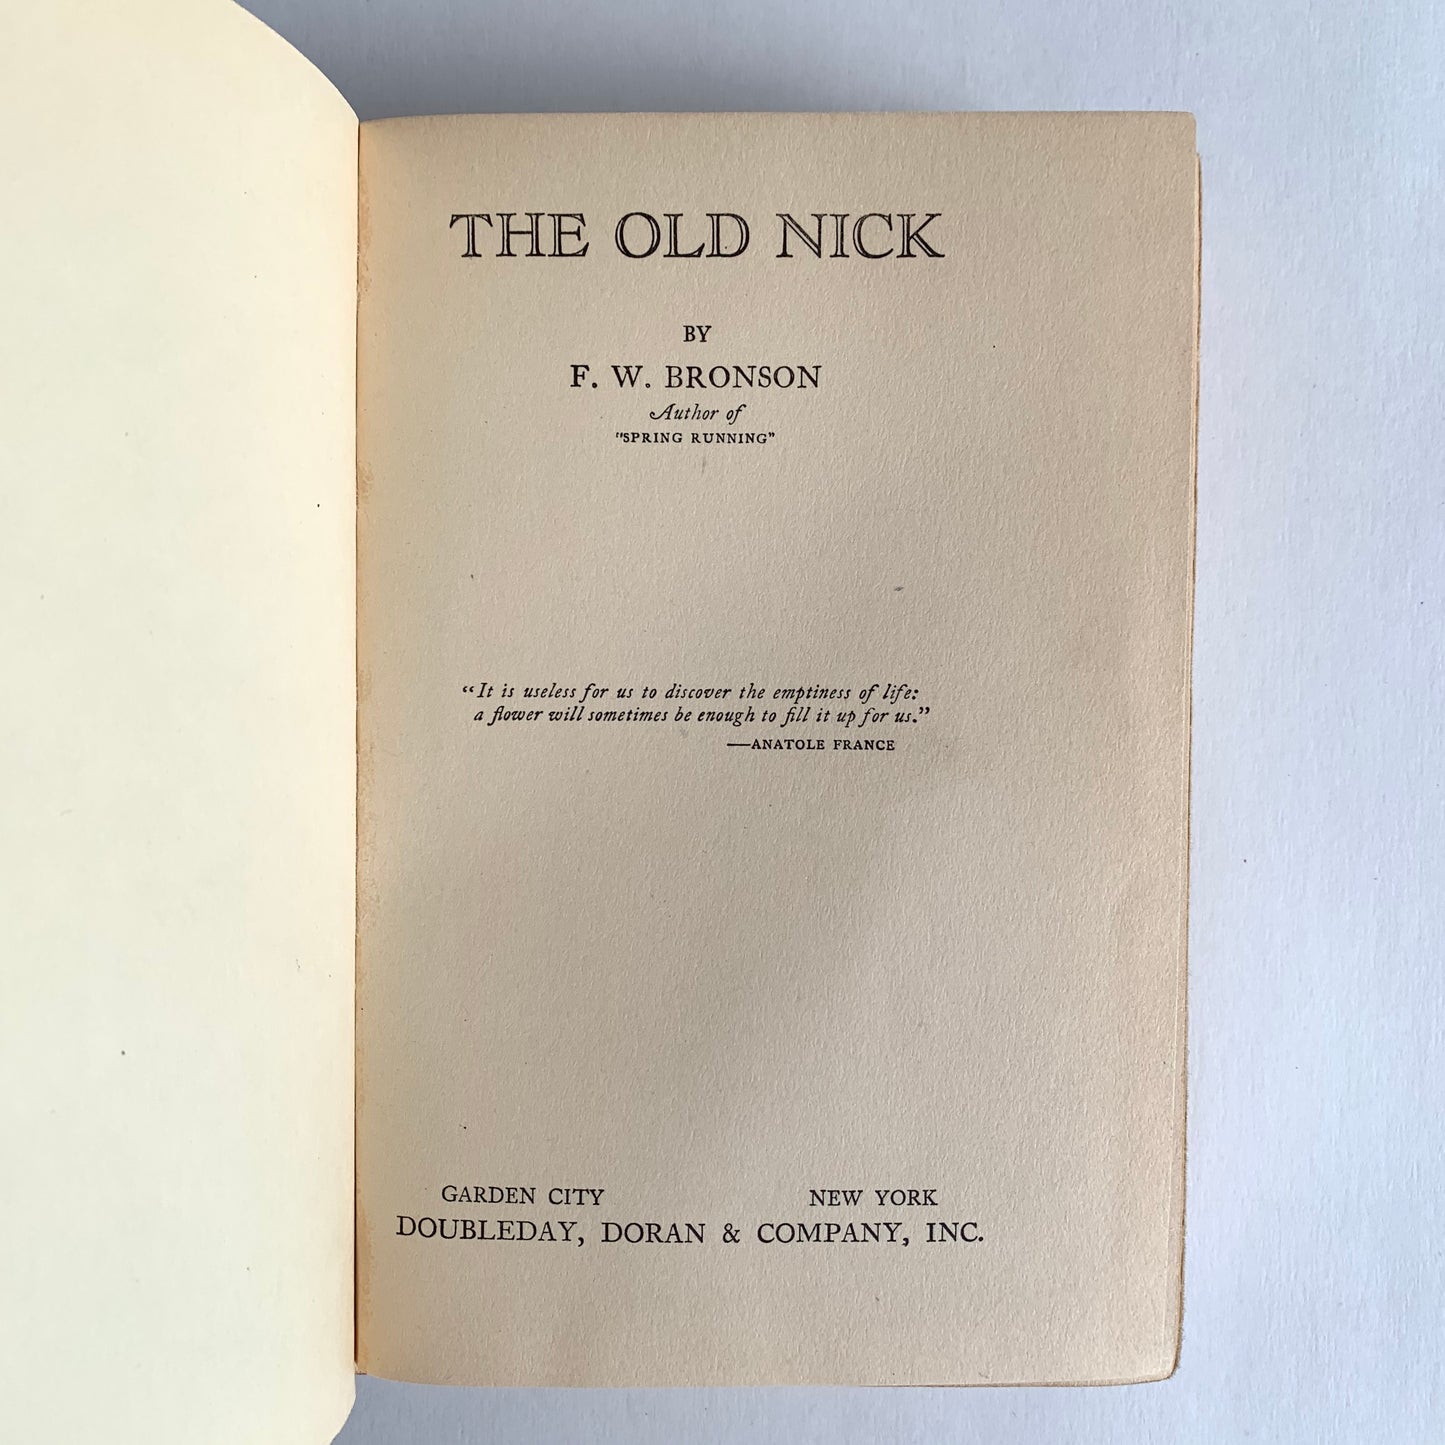 THE OLD NICK
BY
F. W. BRONSON
Author of
"SPRING RUNNING"
“It is useless for us to discover the emptiness of life:
a flower will sometimes be enough to fill it up for us.”
—ANATOLE FRANCE
GARDEN CITY NEW YORK
DOUBLEDAY, DORAN & COMPANY, INC.